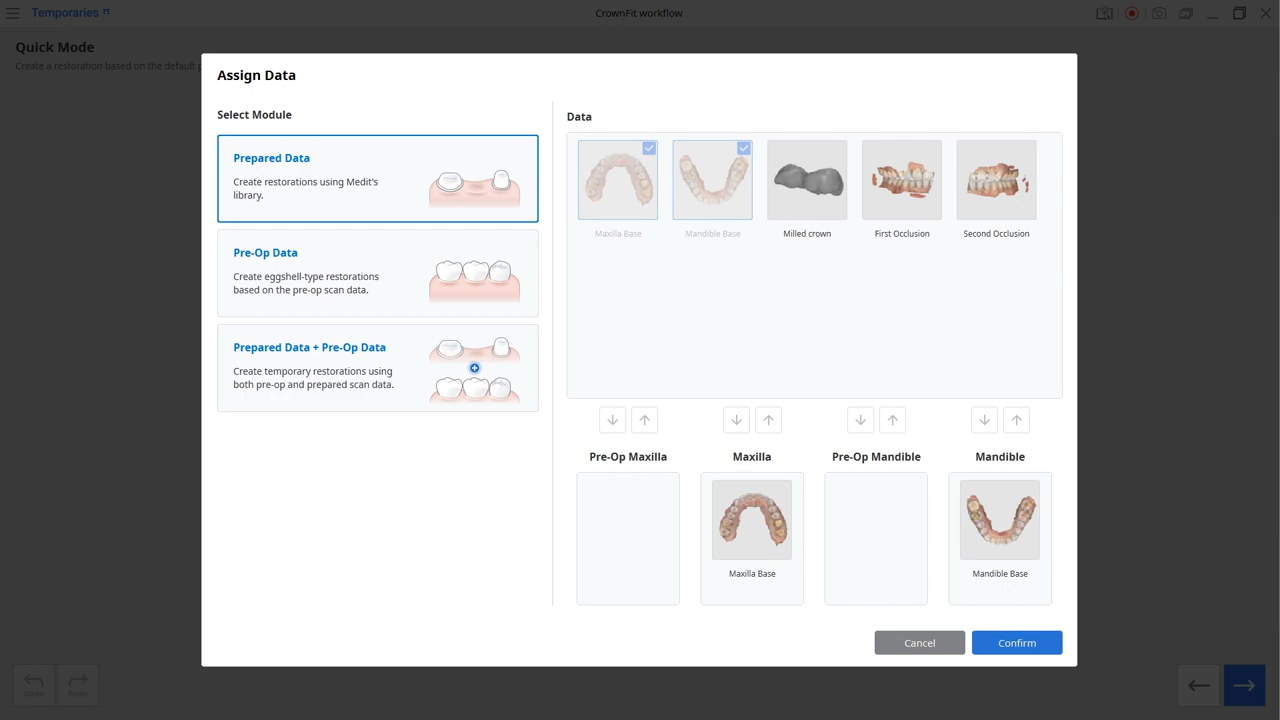 Temporaries
CrownFit workflow
Quick Mode
Create a restoration based on the default
Assign Data
Select Module
Prepared Data
Create restorations using Medit's
library.
Pre-Op Data
Create eggshell-type restorations
based on the pre-op scan data.
Prepared Data + Pre-Op Data
Create temporary restorations using
both pre-op and prepared scan data.
Data
Maxilla Base
Mandible Base
Milled crown
First Occlusion
Second Occlusion
Pre-Op Maxilla
Maxilla
Pre-Op Mandible
Mandible
Maxilla Base
Mandible Base
Cancel
Confirm
Undo
Redo